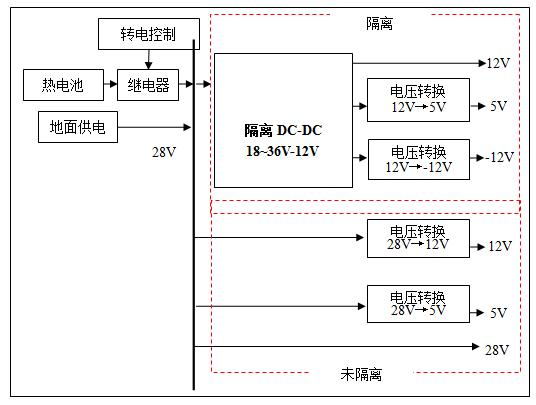 隔离
转电控制
热电池
继电器
地面供电
28V
隔离 DC-DC
18~36V-12V
12V
电压转换
12V→5V
5V
电压转换
12V→-12V
-12V
电压转换
28V→12V
12V
电压转换
28V→5V
5V
28V
未隔离